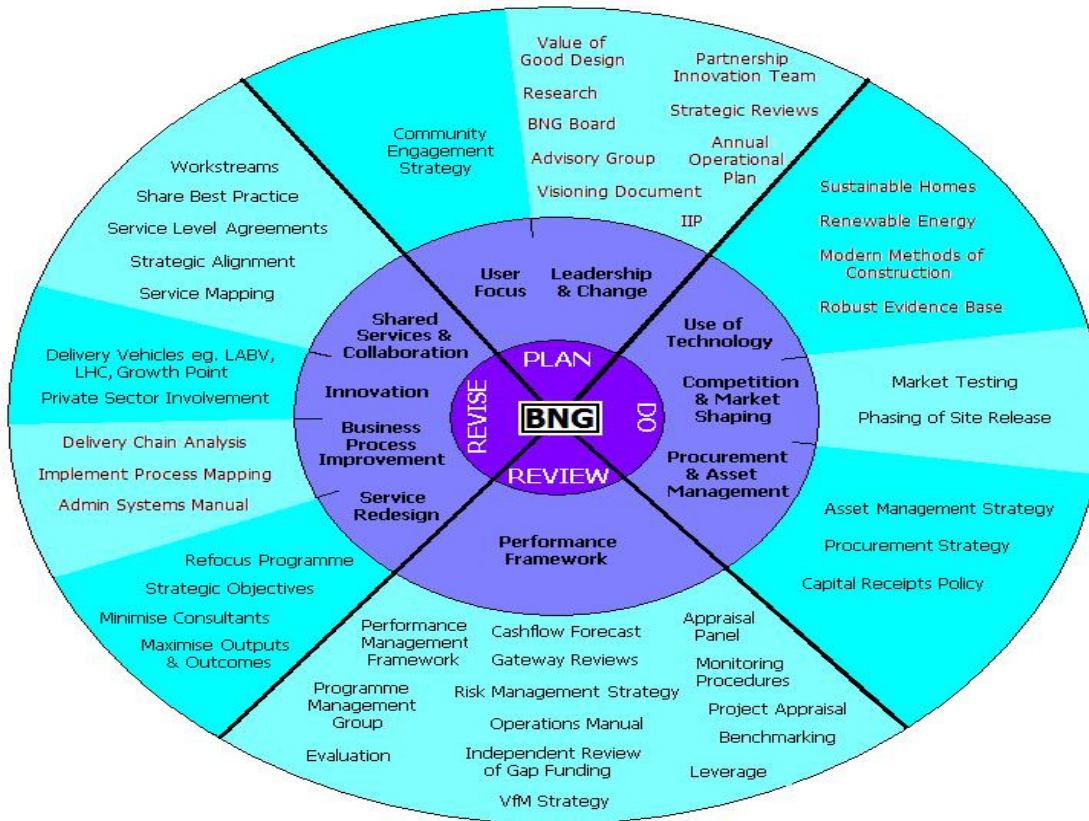 Value of
Good Design
Research
BNG Board
Advisory Group
Visioning Document
Partnership
Innovation Team
Strategic Reviews
Annual
Operational
Plan
IIP
Community
Engagement
Strategy
Workstreams
Share Best Practice
Service Level Agreements
Strategic Alignment
Service Mapping
Delivery Vehicles eg. LABV,
LHC, Growth Point
Private Sector Involvement
Delivery Chain Analysis
Implement Process Mapping
Admin Systems Manual
Refocus Programme
Strategic Objectives
Minimise Consultants
Maximise Outputs
& Outcomes
Sustainable Homes
Renewable Energy
Modern Methods of
Construction
Robust Evidence Base
Market Testing
Phasing of Site Release
Asset Management Strategy
Procurement Strategy
Capital Receipts Policy
User
Focus
Leadership
& Change
Shared
Services &
Collaboration
Innovation
Business
Process
Improvement
Service
Redesign
Use of
Technology
Competition
& Market
Shaping
Procurement
& Asset
Management
Performance
Framework
PLAN
DO
REVIEW
REVISE
BNG
Performance
Management
Framework
Programme
Management
Group
Evaluation
Cashflow Forecast
Gateway Reviews
Risk Management Strategy
Operations Manual
Independent Review
of Gap Funding
VfM Strategy
Appraisal
Panel
Monitoring
Procedures
Project Appraisal
Benchmarking
Leverage